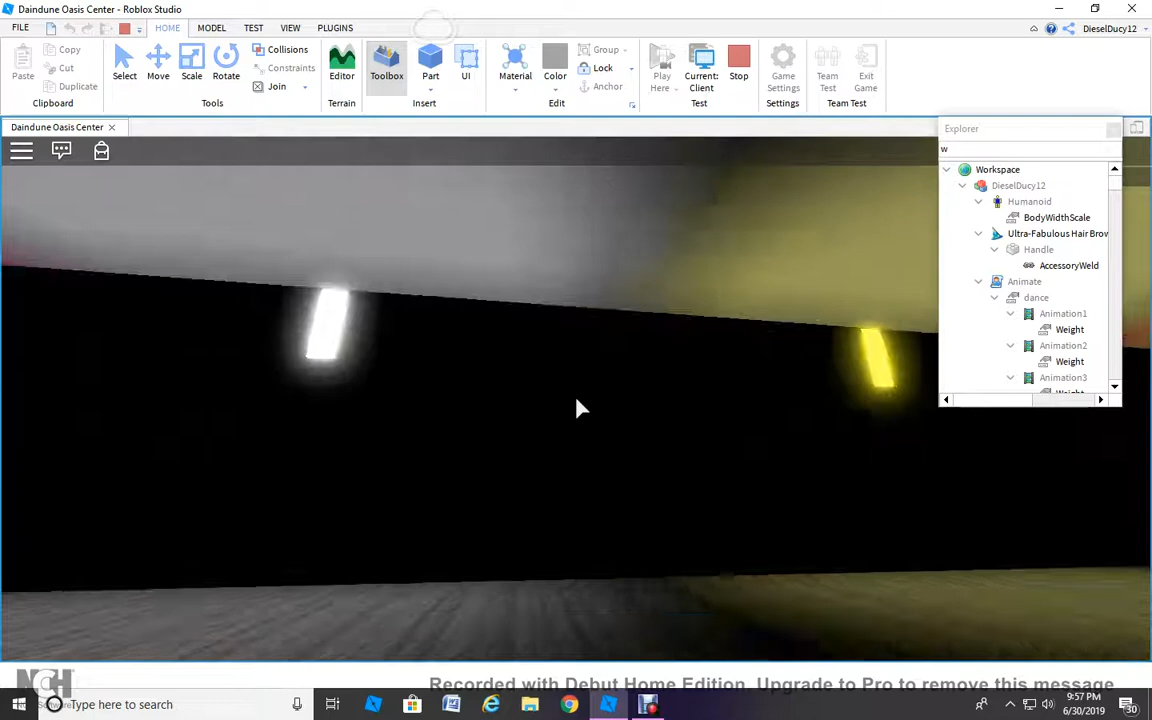 Daindune Oasis Center - Roblox Studio
FILE HOME MODEL TEST VIEW PLUGINS DieselDucy12
Paste Copy Cut Duplicate Clipboard
Select Move Scale Rotate Collisions Constraints Join Tools
Editor Terrain
Toolbox Part UI Insert
Material Color Group Lock Anchor Edit
Play Here Current: Client Stop Test
Game Settings Settings
Team Test Exit Game Team Test
Daindune Oasis Center
Explorer
w
Workspace
DieselDucy12
Humanoid
BodyWidthScale
Ultra-Fabulous Hair Brow
Handle
AccessoryWeld
Animate
dance
Animation1
Weight
Animation2
Weight
Animation3
Weight
NCH
Recorded with Debut Home Edition. Upgrade to Pro to remove this message
Type here to search
9:57 PM
6/30/2019
30